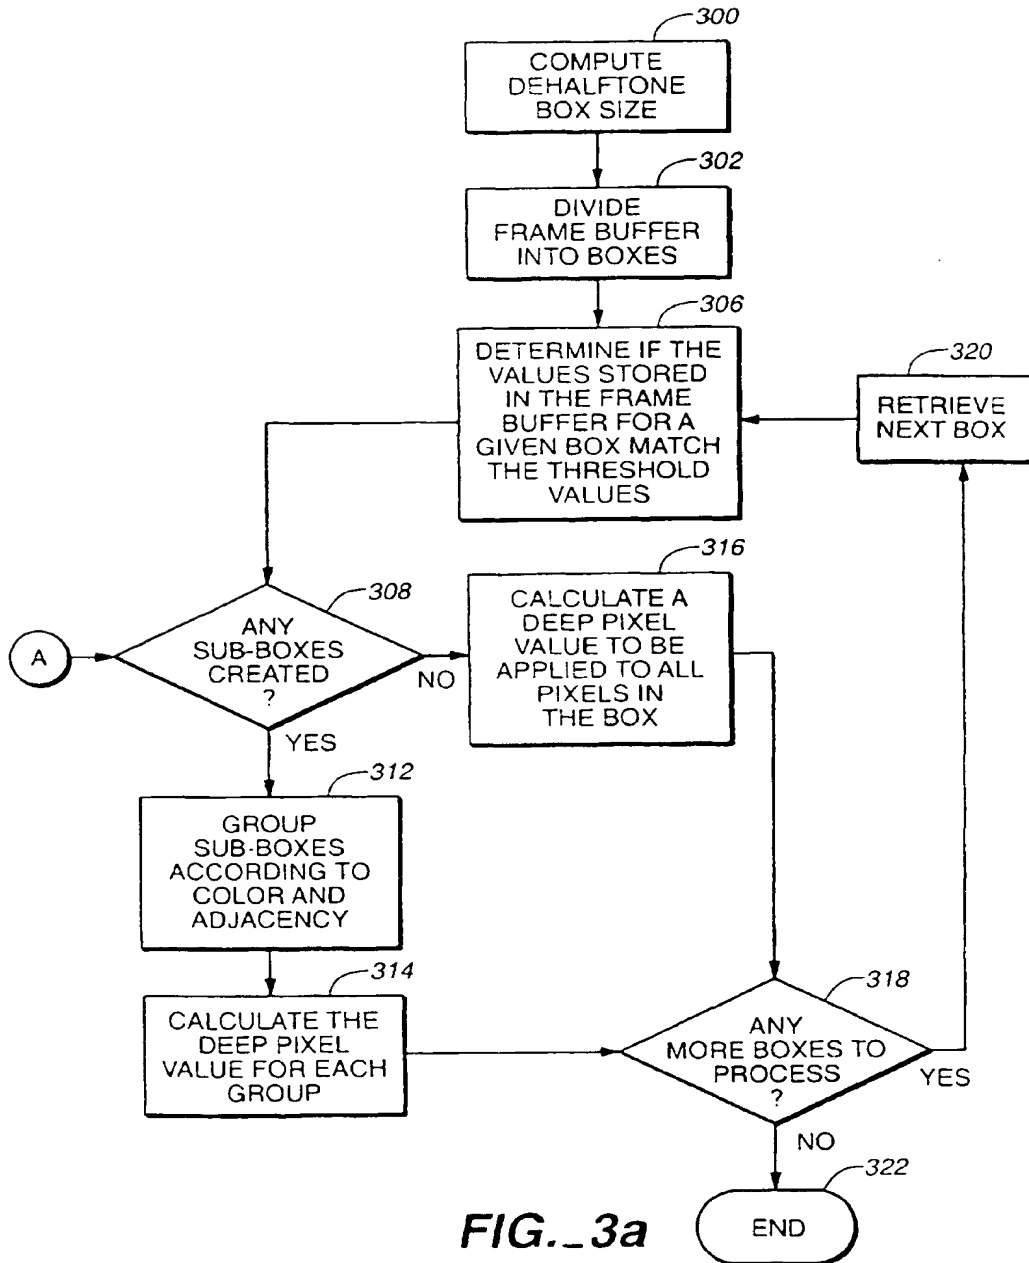 300
COMPUTE
DEHALFTONE
BOX SIZE
302
DIVIDE
FRAME BUFFER
INTO BOXES
306
DETERMINE IF THE
VALUES STORED
IN THE FRAME
BUFFER FOR A
GIVEN BOX MATCH
THE THRESHOLD
VALUES
320
RETRIEVE
NEXT BOX
A
308
ANY
SUB-BOXES
CREATED
?
NO
YES
316
CALCULATE A
DEEP PIXEL
VALUE TO BE
APPLIED TO ALL
PIXELS IN
THE BOX
312
GROUP
SUB-BOXES
ACCORDING TO
COLOR AND
ADJACENCY
314
CALCULATE THE
DEEP PIXEL
VALUE FOR EACH
GROUP
318
ANY
MORE BOXES TO
PROCESS
?
YES
NO
322
END
FIG._3a